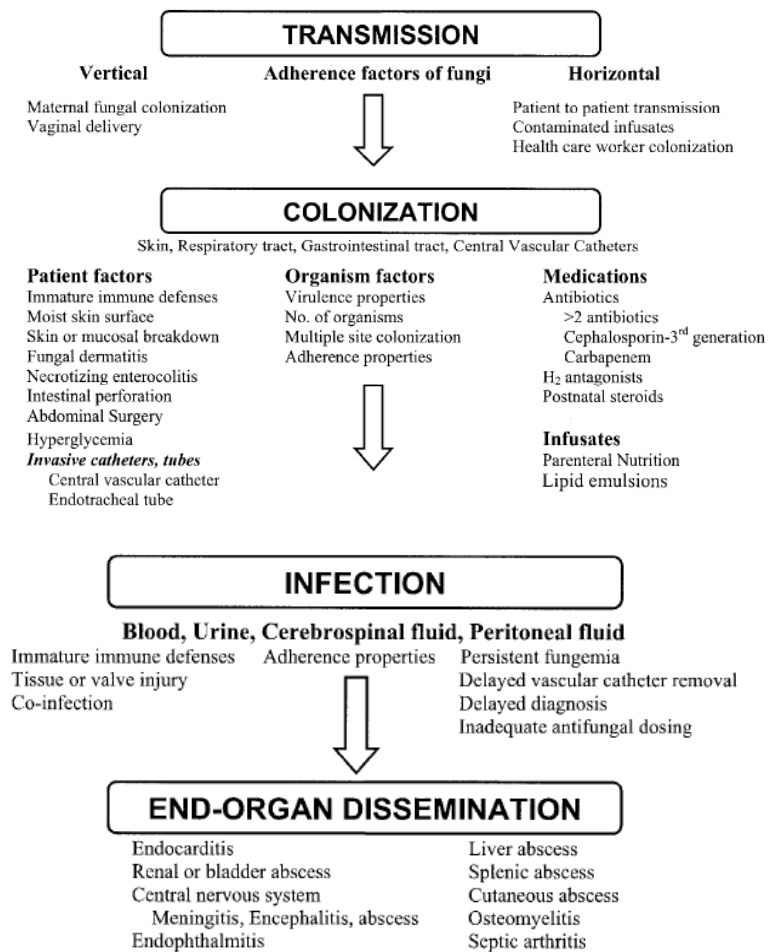 TRANSMISSION
Vertical
Adherence factors of fungi
Horizontal
Maternal fungal colonization
Vaginal delivery
Patient to patient transmission
Contaminated infusates
Health care worker colonization
COLONIZATION
Skin, Respiratory tract, Gastrointestinal tract, Central Vascular Catheters
Patient factors
Immature immune defenses
Moist skin surface
Skin or mucosal breakdown
Fungal dermatitis
Necrotizing enterocolitis
Intestinal perforation
Abdominal Surgery
Hyperglycemia
Invasive catheters, tubes
Central vascular catheter
Endotracheal tube
Organism factors
Virulence properties
No. of organisms
Multiple site colonization
Adherence properties
Medications
Antibiotics
>2 antibiotics
Cephalosporin-3rd generation
Carbapenem
H2 antagonists
Postnatal steroids
Infusates
Parenteral Nutrition
Lipid emulsions
INFECTION
Blood, Urine, Cerebrospinal fluid, Peritoneal fluid
Immature immune defenses
Tissue or valve injury
Co-infection
Adherence properties
Persistent fungemia
Delayed vascular catheter removal
Delayed diagnosis
Inadequate antifungal dosing
END-ORGAN DISSEMINATION
Endocarditis
Renal or bladder abscess
Central nervous system
Meningitis, Encephalitis, abscess
Endophthalmitis
Liver abscess
Splenic abscess
Cutaneous abscess
Osteomyelitis
Septic arthritis